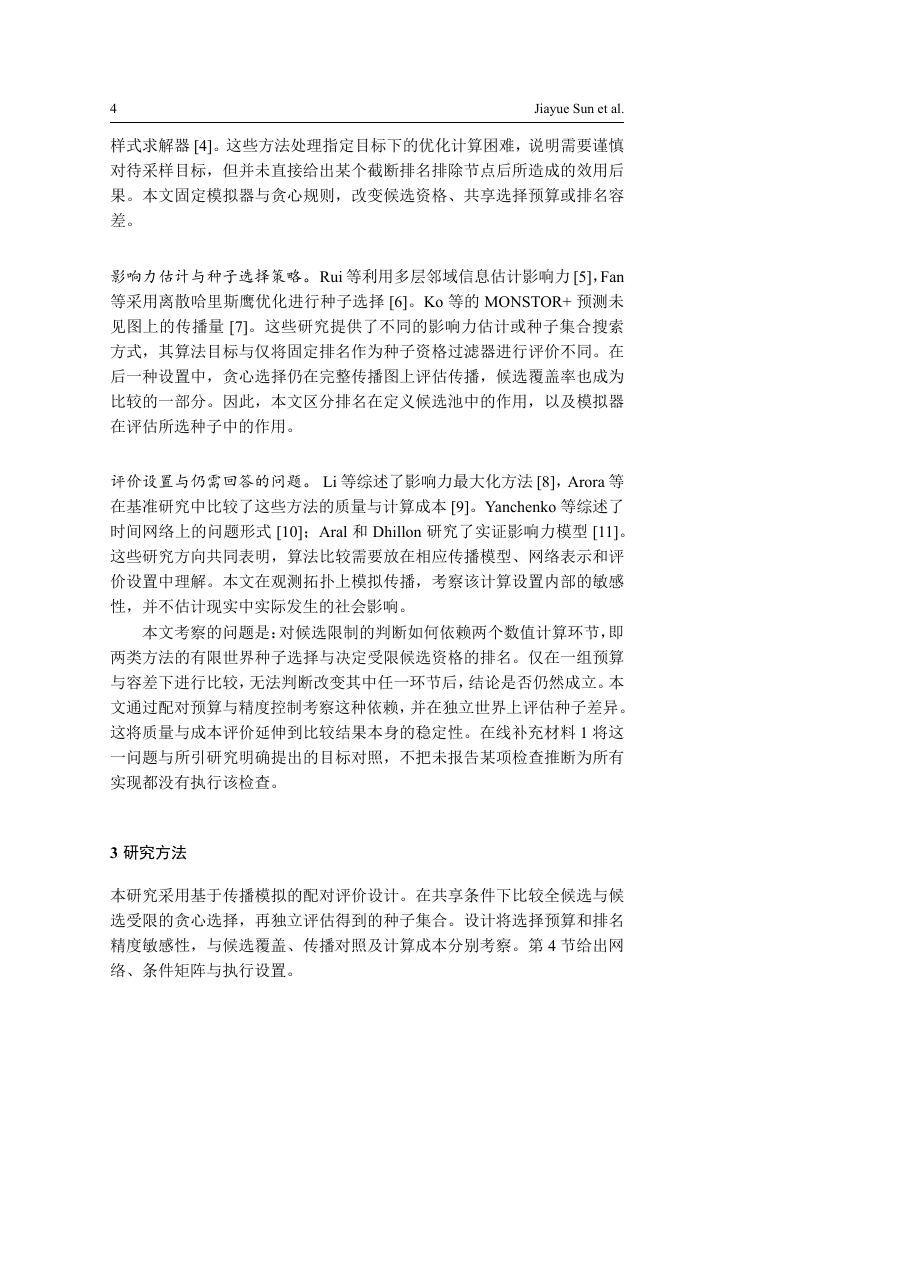 4
Jiayue Sun et al.
样式求解器 [4]。这些方法处理指定目标下的优化计算困难，说明需要谨慎
对待采样目标，但并未直接给出某个截断排名排除节点后所造成的效用后
果。本文固定模拟器与贪心规则，改变候选资格、共享选择预算或排名容
差。
影响力估计与种子选择策略。Rui 等利用多层邻域信息估计影响力 [5]，Fan
等采用离散哈里斯鹰优化进行种子选择 [6]。Ko 等的 MONSTOR+ 预测未
见图上的传播量 [7]。这些研究提供了不同的影响力估计或种子集合搜索
方式，其算法目标与仅将固定排名作为种子资格过滤器进行评价不同。在
后一种设置中，贪心选择仍在完整传播图上评估传播，候选覆盖率也成为
比较的一部分。因此，本文区分排名在定义候选池中的作用，以及模拟器
在评估所选种子中的作用。
评价设置与仍需回答的问题。 Li 等综述了影响力最大化方法 [8]，Arora 等
在基准研究中比较了这些方法的质量与计算成本 [9]。Yanchenko 等综述了
时间网络上的问题形式 [10]；Aral 和 Dhillon 研究了实证影响力模型 [11]。
这些研究方向共同表明，算法比较需要放在相应传播模型、网络表示和评
价设置中理解。本文在观测拓扑上模拟传播，考察该计算设置内部的敏感
性，并不估计现实中实际发生的社会影响。
本文考察的问题是：对候选限制的判断如何依赖两个数值计算环节，即
两类方法的有限世界种子选择与决定受限候选资格的排名。仅在一组预算
与容差下进行比较，无法判断改变其中任一环节后，结论是否仍然成立。本
文通过配对预算与精度控制考察这种依赖，并在独立世界上评估种子差异。
这将质量与成本评价延伸到比较结果本身的稳定性。在线补充材料 1 将这
一问题与所引研究明确提出的目标对照，不把未报告某项检查推断为所有
实现都没有执行该检查。
3 研究方法
本研究采用基于传播模拟的配对评价设计。在共享条件下比较全候选与候
选受限的贪心选择，再独立评估得到的种子集合。设计将选择预算和排名
精度敏感性，与候选覆盖、传播对照及计算成本分别考察。第 4 节给出网
络、条件矩阵与执行设置。